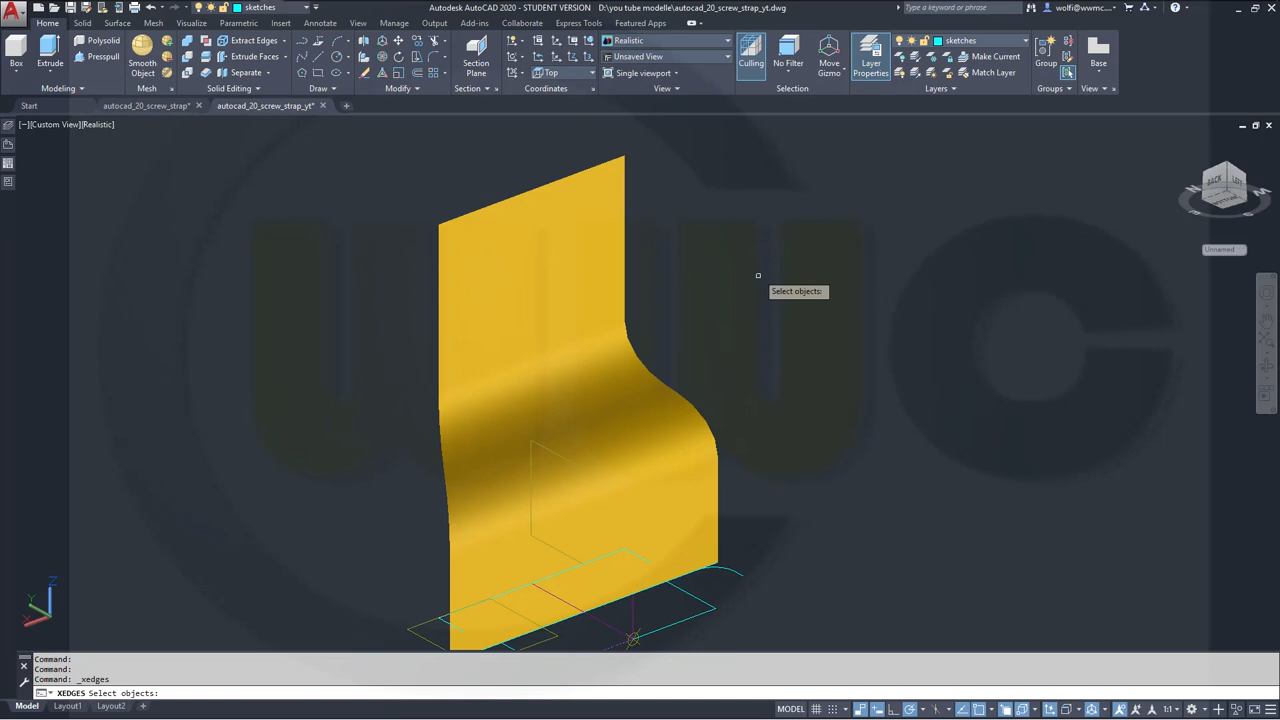 sketches
Autodesk AutoCAD 2020 - STUDENT VERSION D:\you tube modelle\autocad_20_screw_strap_yt.dwg
Type a keyword or phrase
wolfi@wwmc...
Home Solid Surface Mesh Visualize Parametric Insert Annotate View Manage Output Add-ins Collaborate Express Tools Featured Apps
Box
Extrude
Polysolid
Presspull
Smooth
Object
Extract Edges
Extrude Faces
Separate
Section
Plane
Realistic
Unsaved View
Top
Single viewport
Culling
No Filter
Move
Gizmo
Layer
Properties
sketches
Make Current
Match Layer
Group
Base
Modeling Mesh Solid Editing Draw Modify Section Coordinates View Selection Layers Groups View
Start autocad_20_screw_strap* autocad_20_screw_strap_yt*
[−][Custom View][Realistic]
BACK
LEFT
Unnamed
Select objects:
Z
Y
X
Command:
Command:
Command: _xedges
XEDGES Select objects:
Model Layout1 Layout2
MODEL
1:1